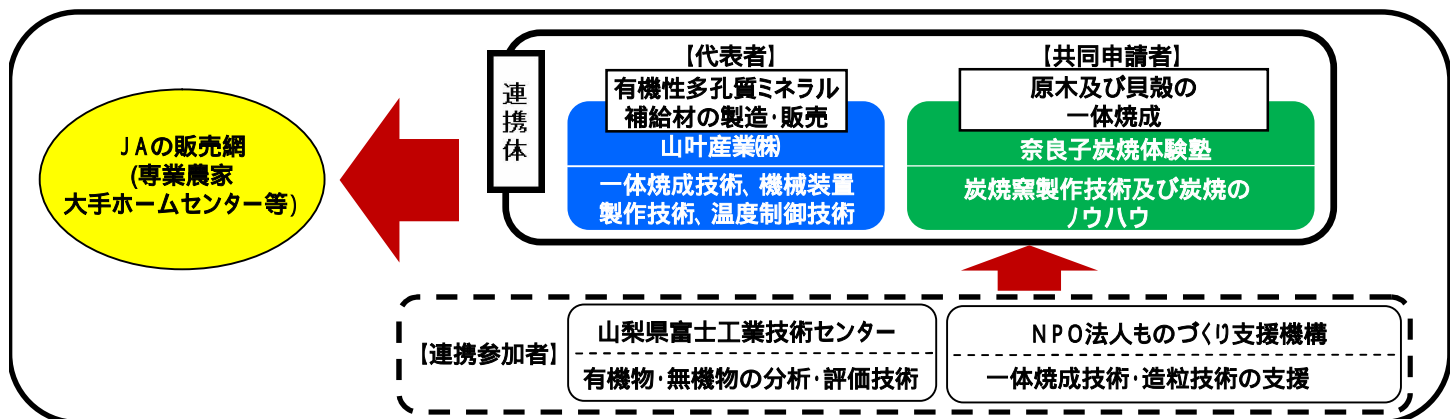 連携体
【代表者】
有機性多孔質ミネラル
補給材の製造・販売
山叶産業㈱
一体焼成技術、機械装置
製作技術、温度制御技術
【共同申請者】
原木及び貝殻の
一体焼成
奈良子炭焼体験塾
炭焼窯製作技術及び炭焼の
ノウハウ
JAの販売網
(専業農家
大手ホームセンター等)
【連携参加者】
山梨県富士工業技術センター
有機物・無機物の分析・評価技術
NPO法人ものづくり支援機構
一体焼成技術・造粒技術の支援